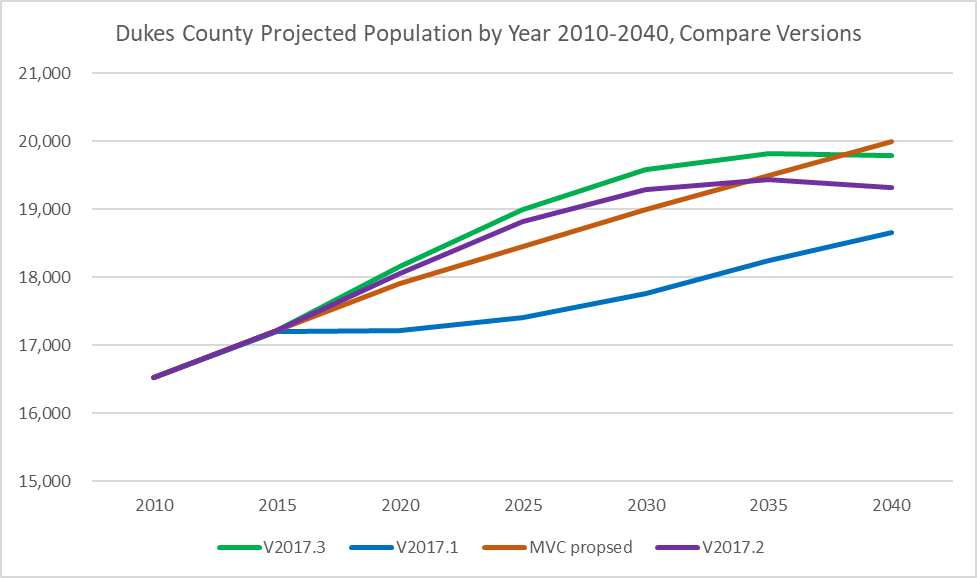 Dukes County Projected Population by Year 2010-2040, Compare Versions
21,000
20,000
19,000
18,000
17,000
16,000
15,000
2010 2015 2020 2025 2030 2035 2040
V2017.3 V2017.1 MVC propsed V2017.2